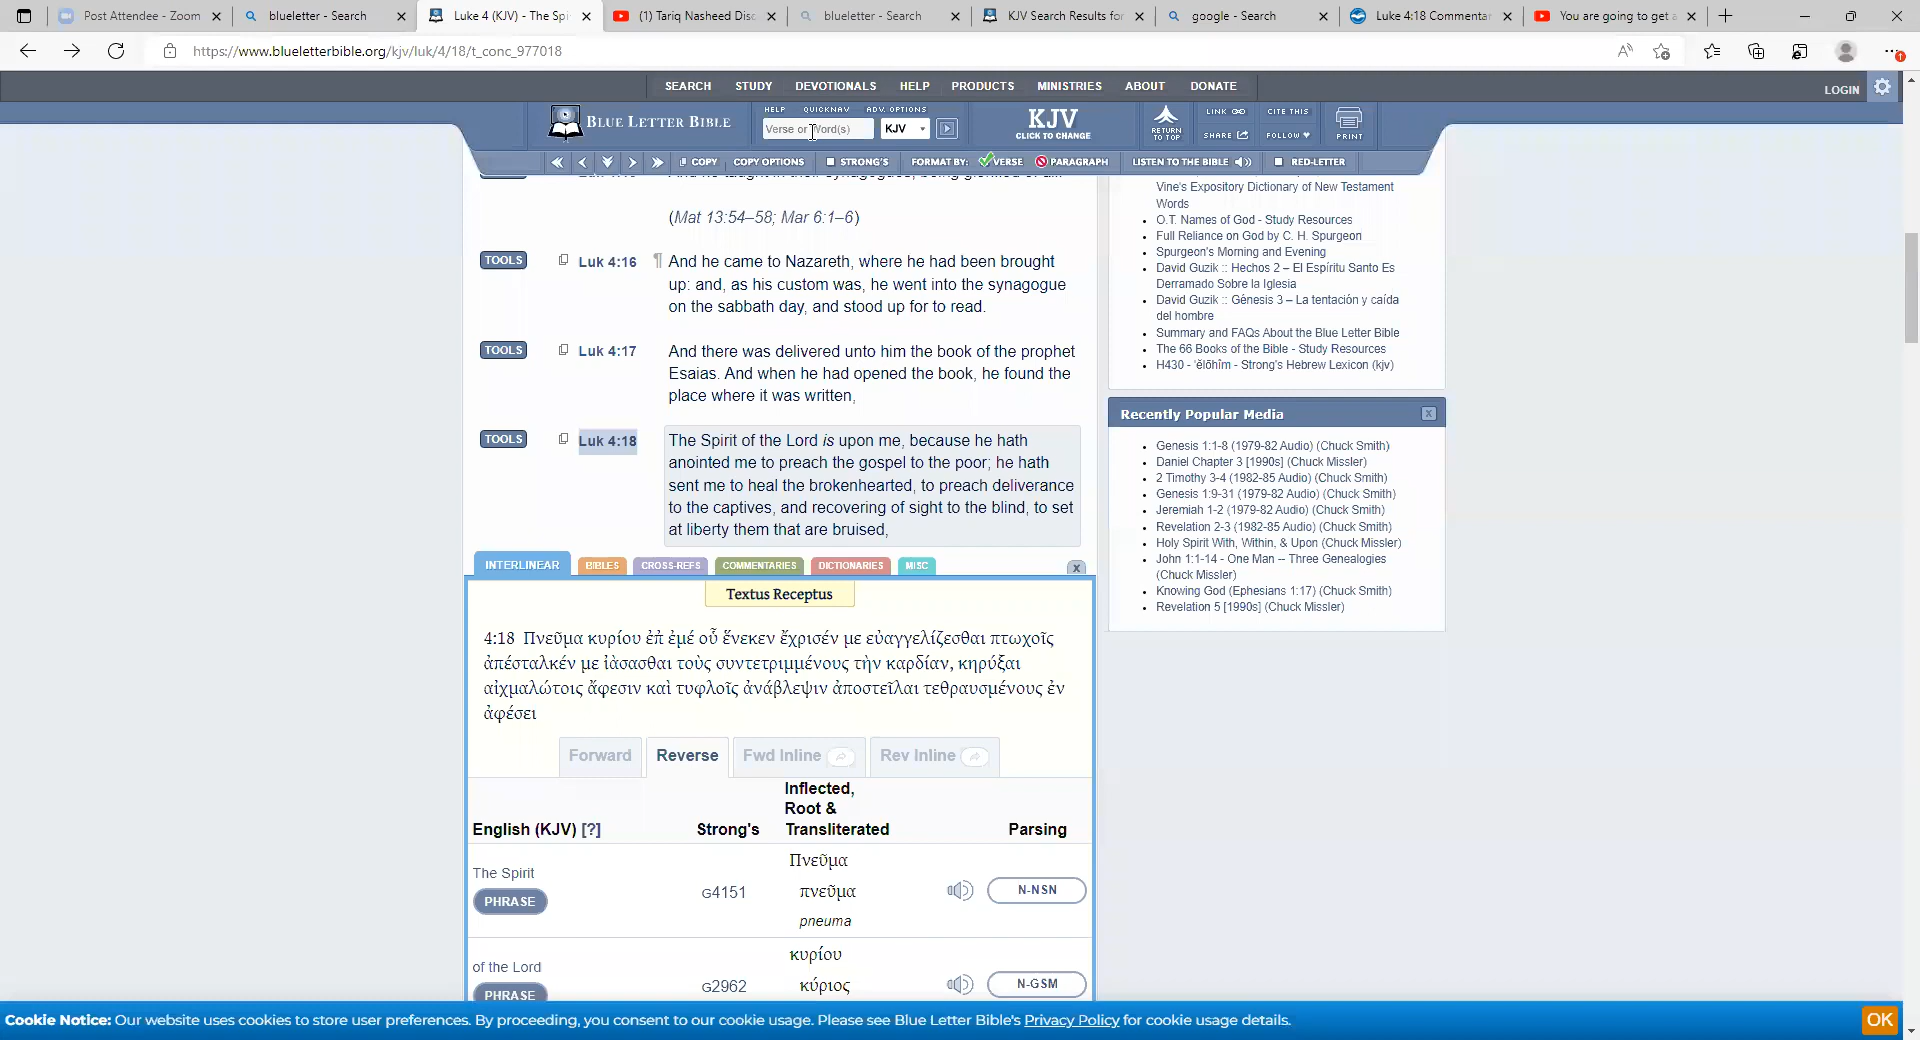 Post Attendee - Zoom
blueletter - Search
Luke 4 (KJV) - The Spi
(1) Tariq Nasheed Disc
blueletter - Search
KJV Search Results for
google - Search
Luke 4:18 Commentar
You are going to get a
https://www.blueletterbible.org/kjv/luk/4/18/t_conc_977018
SEARCH STUDY DEVOTIONALS HELP PRODUCTS MINISTRIES ABOUT DONATE
LOGIN
BLUE LETTER BIBLE
HELP QUICKNAV ADV. OPTIONS
Verse or Word(s)
KJV
KJV
CLICK TO CHANGE
RETURN
TO TOP
LINK
CITE THIS
SHARE
FOLLOW
PRINT
COPY COPY OPTIONS STRONG'S FORMAT BY: VERSE PARAGRAPH LISTEN TO THE BIBLE RED-LETTER
(Mat 13:54–58; Mar 6:1–6)
TOOLS Luk 4:16 ¶ And he came to Nazareth, where he had been brought
up: and, as his custom was, he went into the synagogue
on the sabbath day, and stood up for to read.
TOOLS Luk 4:17 And there was delivered unto him the book of the prophet
Esaias. And when he had opened the book, he found the
place where it was written,
TOOLS Luk 4:18 The Spirit of the Lord is upon me, because he hath
anointed me to preach the gospel to the poor; he hath
sent me to heal the brokenhearted, to preach deliverance
to the captives, and recovering of sight to the blind, to set
at liberty them that are bruised,
INTERLINEAR BIBLES CROSS-REFS COMMENTARIES DICTIONARIES MISC x
Textus Receptus
4:18 Πνεῦμα κυρίου ἐπ̓ ἐμέ οὗ ἕνεκεν ἔχρισέν με εὐαγγελίζεσθαι πτωχοῖς
ἀπέσταλκέν με ἰάσασθαι τοὺς συντετριμμένους τὴν καρδίαν, κηρύξαι
αἰχμαλώτοις ἄφεσιν καὶ τυφλοῖς ἀνάβλεψιν ἀποστεῖλαι τεθραυσμένους ἐν
ἀφέσει
Forward Reverse Fwd Inline Rev Inline
English (KJV) [?]
Strong's
Inflected,
Root &
Transliterated
Parsing
The Spirit
PHRASE
G4151
Πνεῦμα
πνεῦμα
pneuma
N-NSN
of the Lord
PHRASE
G2962
κυρίου
κύριος
N-GSM
Vine's Expository Dictionary of New Testament
Words
O.T. Names of God - Study Resources
Full Reliance on God by C. H. Spurgeon
Spurgeon's Morning and Evening
David Guzik :: Hechos 2 – El Espíritu Santo Es
Derramado Sobre la Iglesia
David Guzik :: Génesis 3 – La tentación y caída
del hombre
Summary and FAQs About the Blue Letter Bible
The 66 Books of the Bible - Study Resources
H430 - 'ĕlōhîm - Strong's Hebrew Lexicon (kjv)
Recently Popular Media x
Genesis 1:1-8 (1979-82 Audio) (Chuck Smith)
Daniel Chapter 3 [1990s] (Chuck Missler)
2 Timothy 3-4 (1982-85 Audio) (Chuck Smith)
Genesis 1:9-31 (1979-82 Audio) (Chuck Smith)
Jeremiah 1-2 (1979-82 Audio) (Chuck Smith)
Revelation 2-3 (1982-85 Audio) (Chuck Smith)
Holy Spirit With, Within, & Upon (Chuck Missler)
John 1:1-14 - One Man -- Three Genealogies
(Chuck Missler)
Knowing God (Ephesians 1:17) (Chuck Smith)
Revelation 5 [1990s] (Chuck Missler)
Cookie Notice: Our website uses cookies to store user preferences. By proceeding, you consent to our cookie usage. Please see Blue Letter Bible's Privacy Policy for cookie usage details.
OK